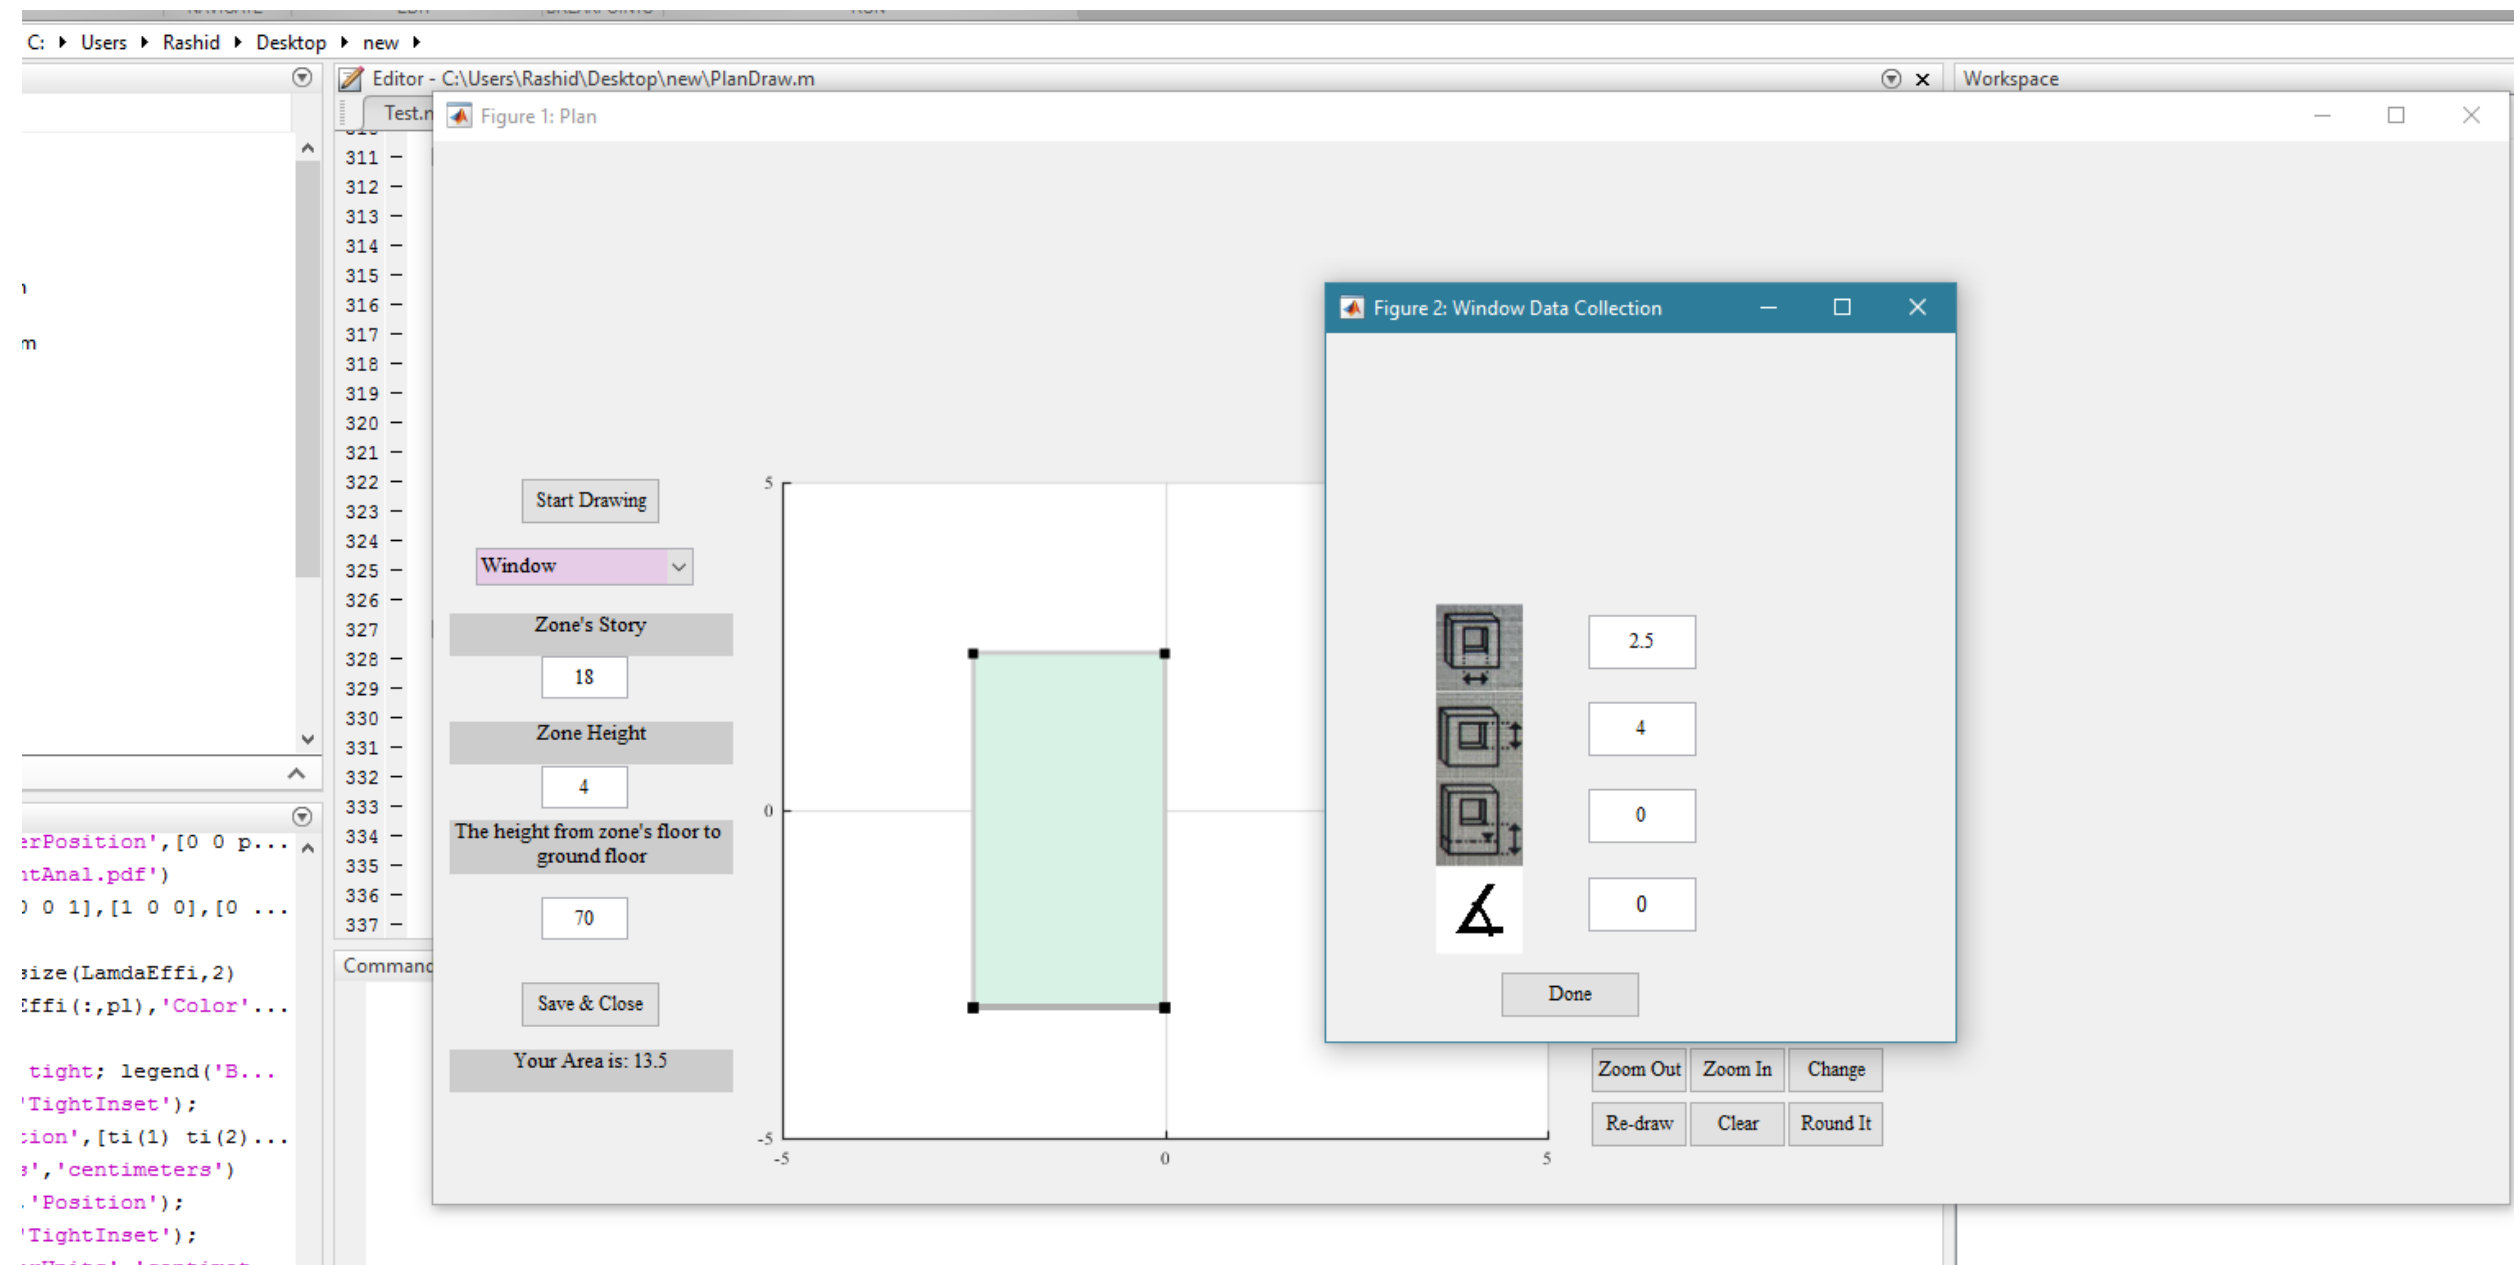 C: Users Rashid Desktop new
Editor - C:\Users\Rashid\Desktop\new\PlanDraw.m
Workspace
Test.
Figure 1: Plan
311
312
313
314
315
316
317
318
319
320
321
322
323
324
325
326
327
328
329
330
331
332
333
334
335
336
337
m
Start Drawing
Window
Zone's Story
18
Zone Height
4
The height from zone's floor to
ground floor
70
Save & Close
Your Area is: 13.5
5
0
-5
-5
0
5
Figure 2: Window Data Collection
2.5
4
0
0
Done
Zoom Out Zoom In Change
Re-draw Clear Round It
erPosition',[0 0 p...
ntAnal.pdf')
0 0 1],[1 0 0],[0 ...
size(LamdaEffi,2)
Effi(:,pl),'Color'...
tight; legend('B...
'TightInset');
tion',[ti(1) ti(2)...
s','centimeters')
,'Position');
'TightInset');
Command